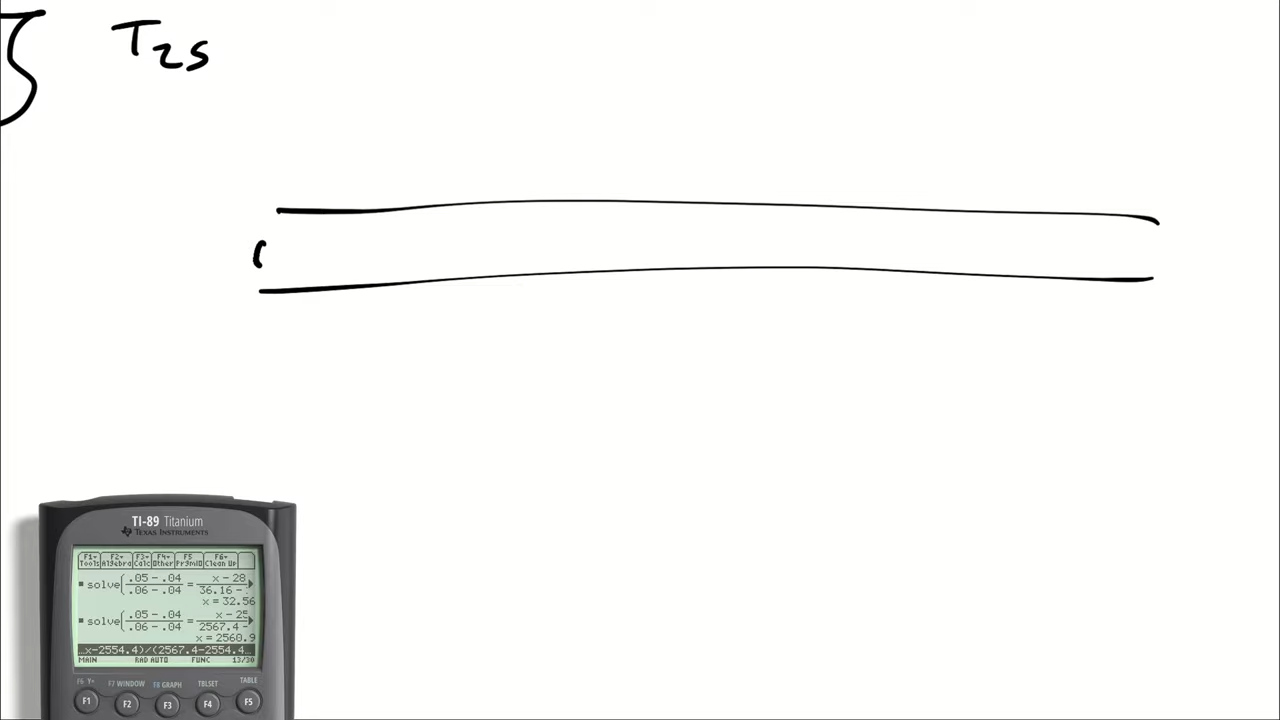 T2s
TI-89 Titanium
TEXAS INSTRUMENTS
F1 F2 F3 F4 F5 F6
Tools Algebra Calc Other PrgmIO Clean Up
solve( .05-.04 / .06-.04 = x-28 / 36.16-
x=32.56
solve( .05-.04 / .06-.04 = x-25 / 2567.4-
x=2560.9
…x-2554.4)/(2567.4-2554.4…
MAIN RAD AUTO FUNC 13/30
F6 Y= F7 WINDOW F8 GRAPH TBLSET TABLE
F1 F2 F3 F4 F5